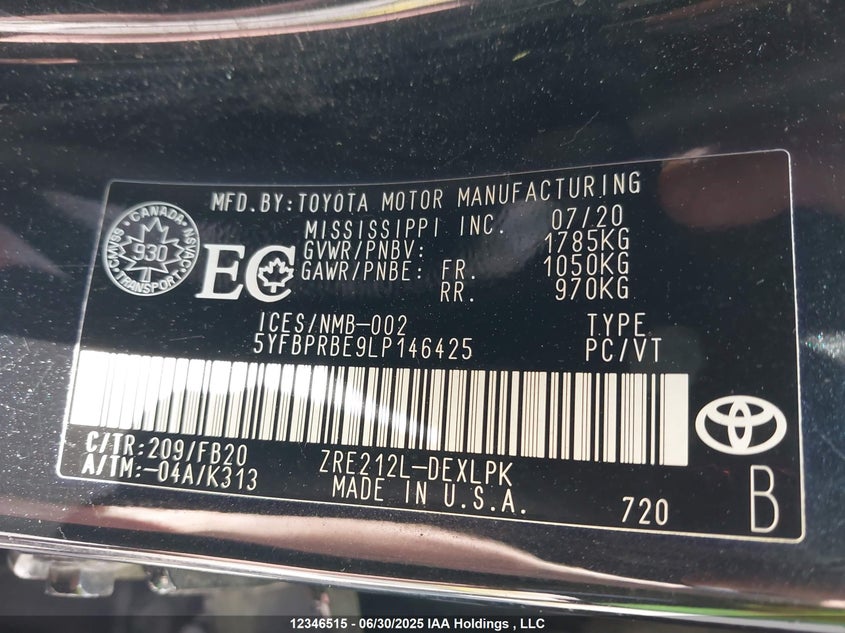 MFD.BY:TOYOTA MOTOR MANUFACTURING
MISSISSIPPI INC. 07/20
GVWR/PNBV: 1785KG
GAWR/PNBE: FR. 1050KG
RR. 970KG
CANADA
CMVSS 930 NSVAC
TRANSPORT
EC
ICES/NMB-002 TYPE
5YFBPRBE9LP146425 PC/VT
C/TR:209/FB20 ZRE212L-DEXLPK
A/TM:-04A/K313 MADE IN U.S.A.
720 B
12346515 - 06/30/2025 IAA Holdings , LLC